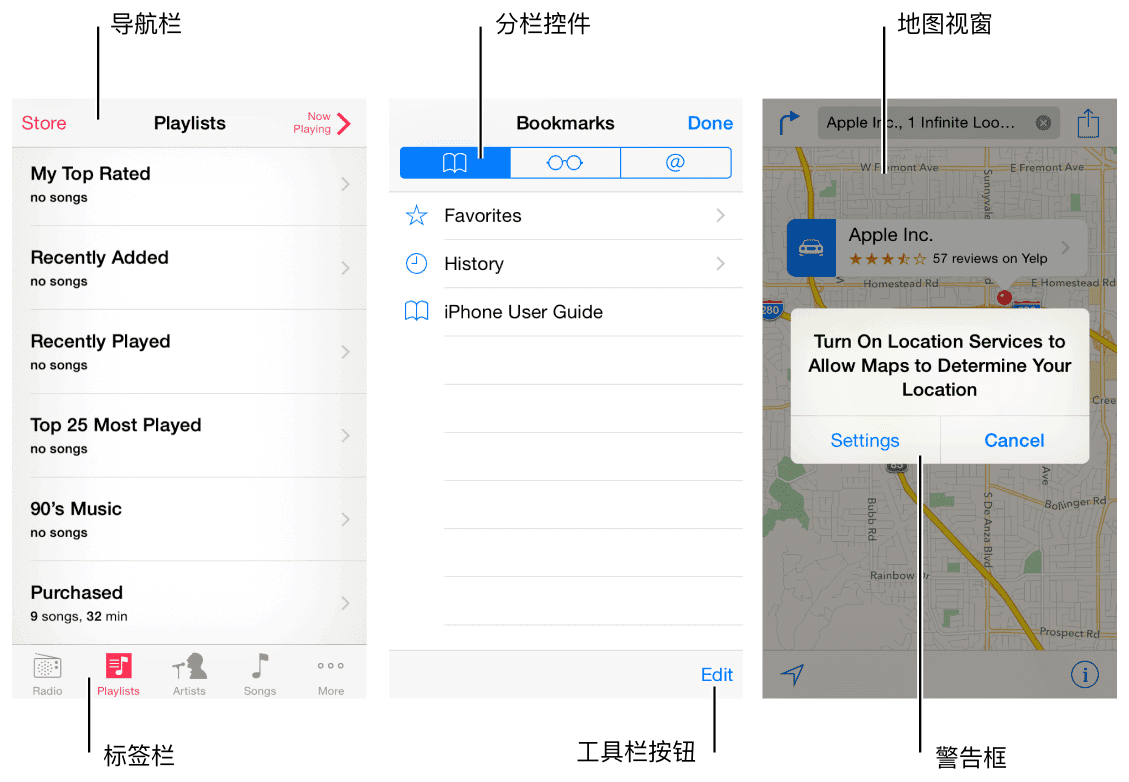 导航栏
分栏控件
地图视窗
Store
Playlists
Now
Playing
My Top Rated
no songs
Recently Added
no songs
Recently Played
no songs
Top 25 Most Played
no songs
90's Music
no songs
Purchased
9 songs, 32 min
Radio
Playlists
Artists
Songs
More
Bookmarks
Done
@
Favorites
History
iPhone User Guide
Edit
Apple Inc., 1 Infinite Loo…
W Fremont Ave
E Fremont Ave
Sunnyvale
Apple Inc.
57 reviews on Yelp
Homestead Rd
E Homestead Rd
280
280
Turn On Location Services to
Allow Maps to Determine Your
Location
Settings
Cancel
Cree
85
Ave
Bollinger Rd
Bubb Rd
S De Anza Blvd
Rainbow Dr
Prospect Rd
i
标签栏
工具栏按钮
警告框